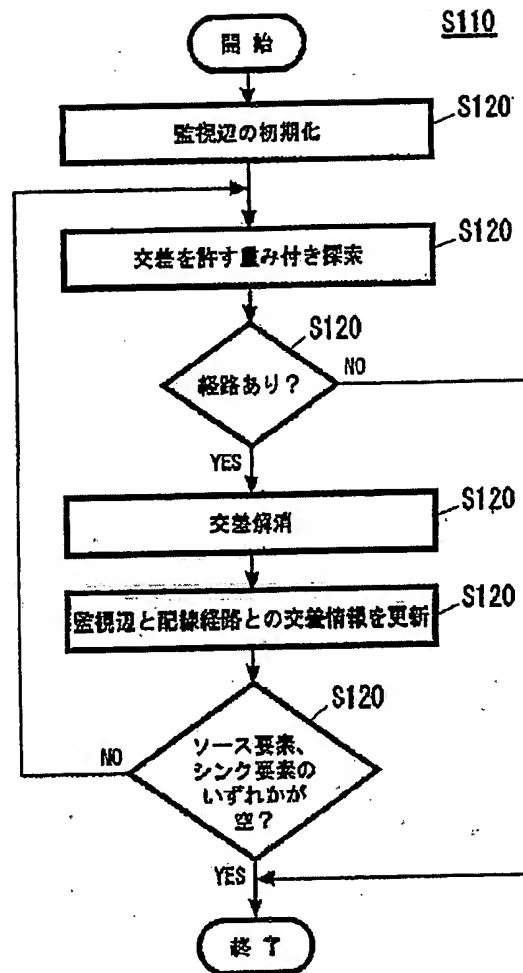 S110
開始
S120
監視辺の初期化
S120
交差を許す重み付き探索
S120
経路あり?
NO
YES
S120
交差解消
S120
監視辺と配線経路との交差情報を更新
S120
ソース要素、
シンク要素の
いずれかが
空?
NO
YES
終了